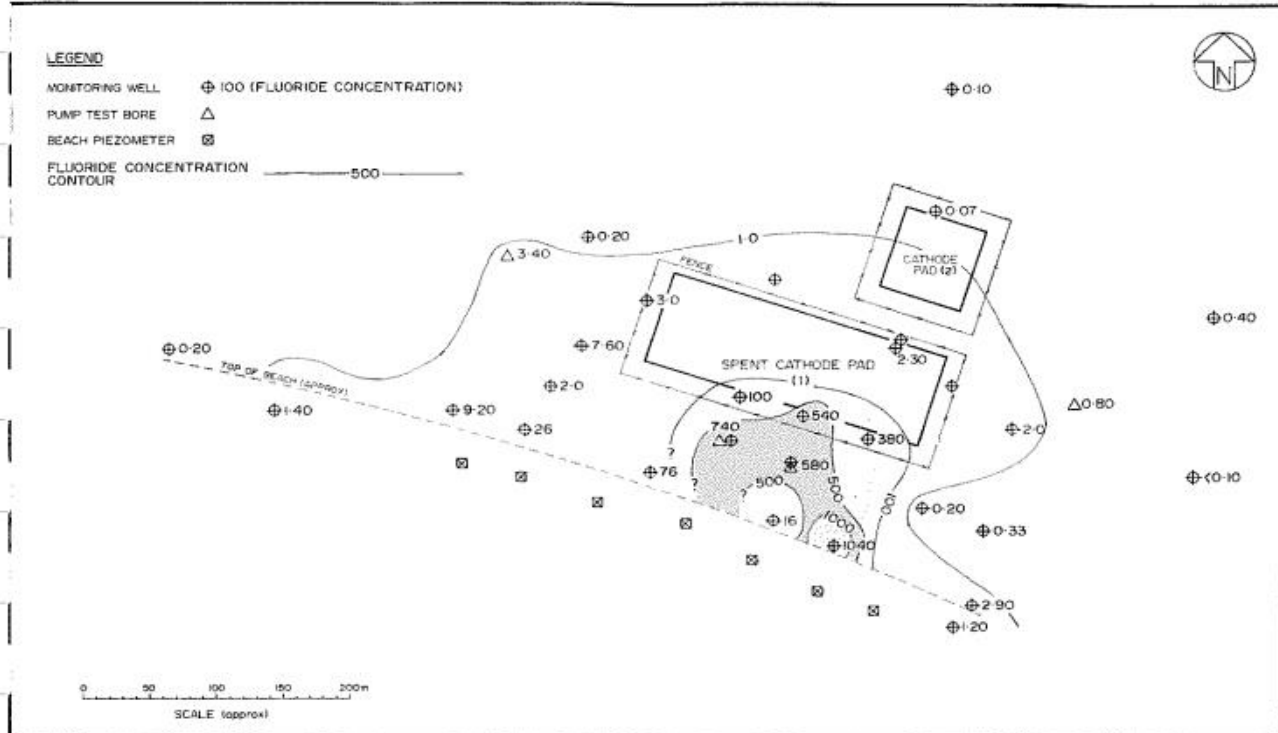 LEGEND
MONITORING WELL 100 (FLUORIDE CONCENTRATION)
PUMP TEST BORE
BEACH PIEZOMETER
FLUORIDE CONCENTRATION
CONTOUR
500
N
0·10
0·07
0·20
1·0
3·40
CATHODE
PAD (2)
FENCE
3·0
0·40
0·20
7·60
2·30
TOP OF BEACH (APPROX)
SPENT CATHODE PAD
(1)
2·0
100
0·80
1·40
9·20
540
26
740
380
2·0
?
76
580
<0·10
?
?
500
500
100
0·20
16
1000
0·33
1040
2·90
1·20
0 50 100 150 200m
SCALE (approx)